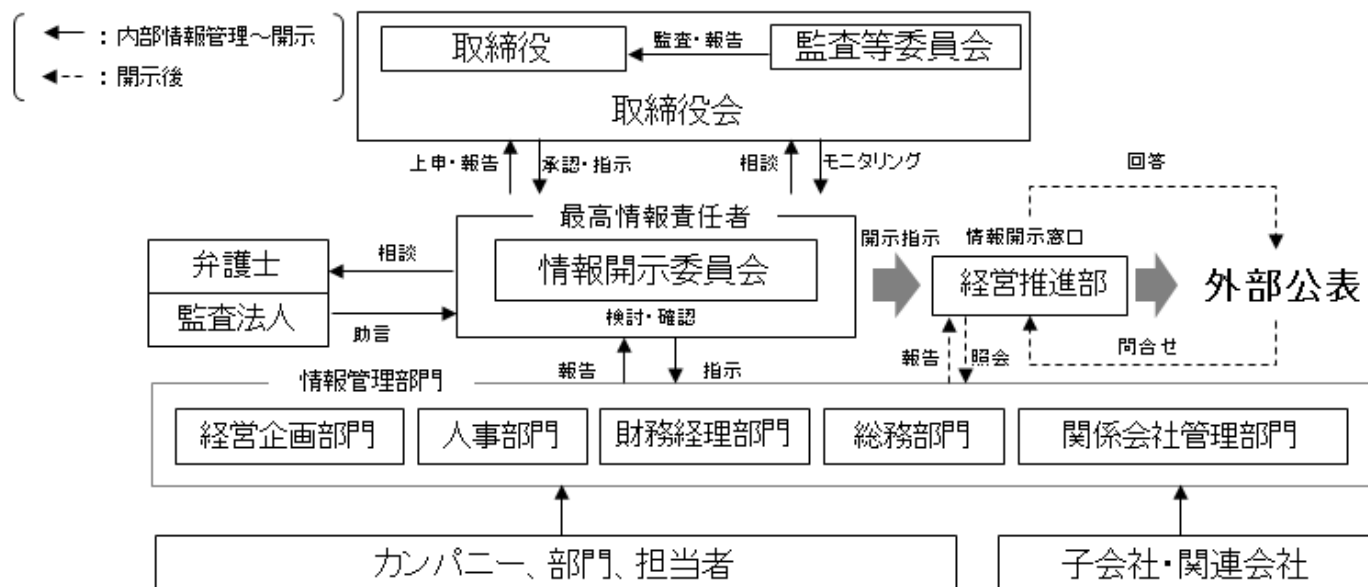 ：内部情報管理～開示
：開示後
取締役
監査・報告
監査等委員会
取締役会
上申・報告
承認・指示
相談
モニタリング
回答
最高情報責任者
開示指示
情報開示窓口
弁護士
相談
情報開示委員会
経営推進部
外部公表
監査法人
助言
検討・確認
報告
指示
報告
照会
問合せ
情報管理部門
経営企画部門
人事部門
財務経理部門
総務部門
関係会社管理部門
カンパニー、部門、担当者
子会社・関連会社